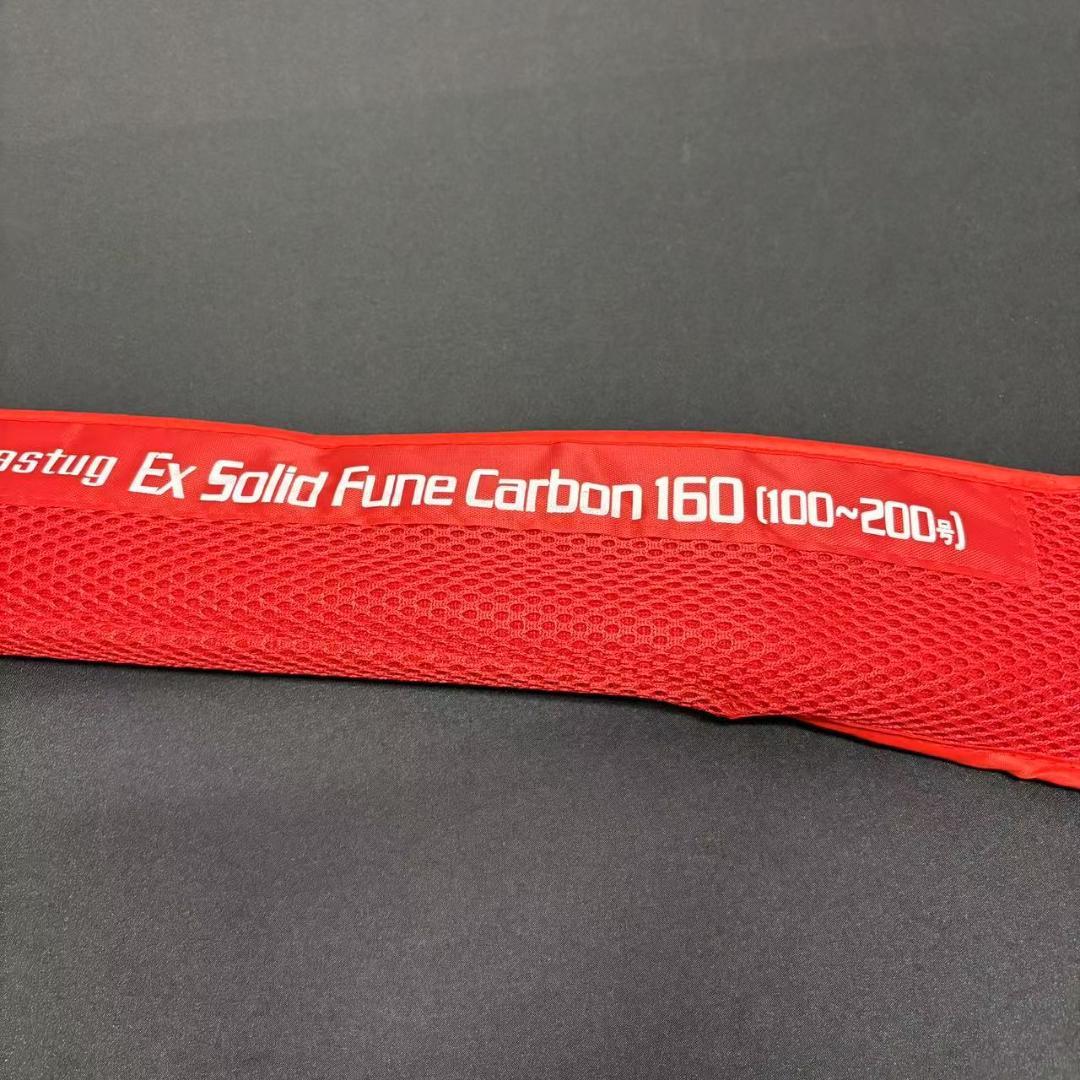 astug Ex Solid Fune Carbon 160 (100~200号)